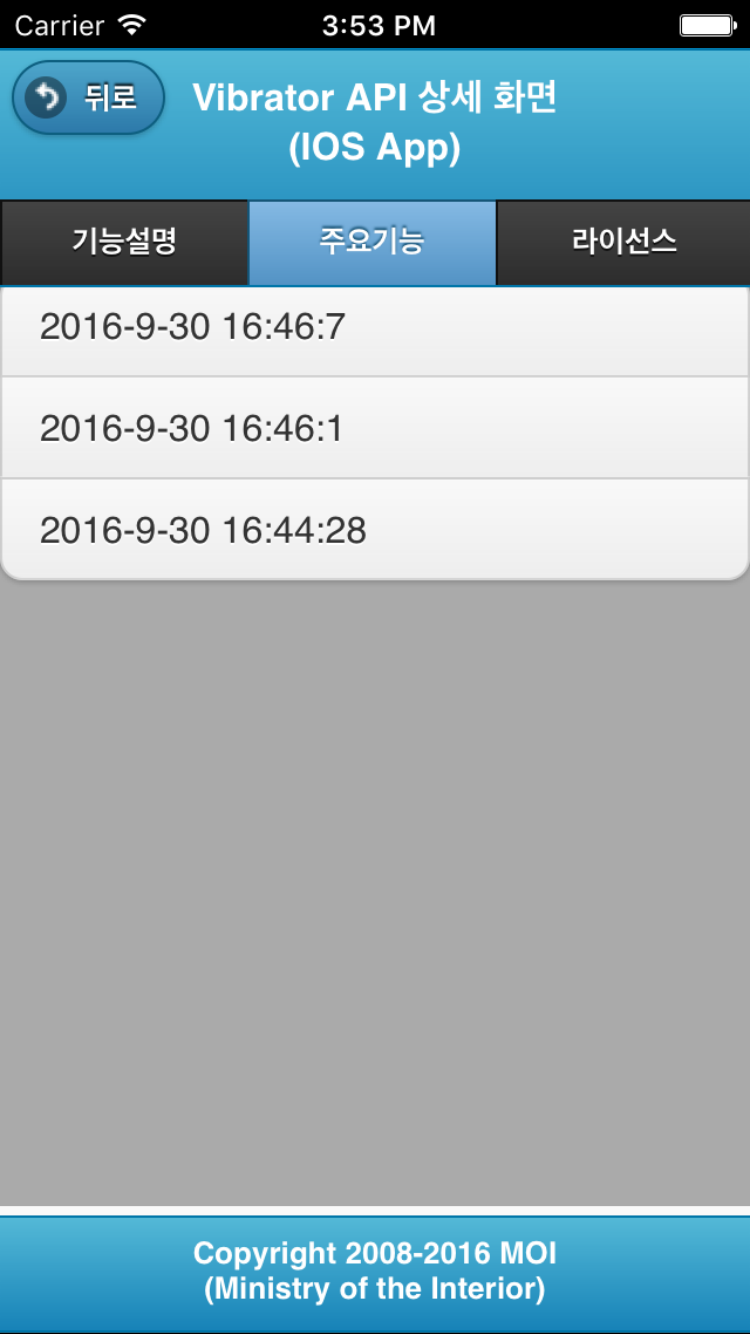 Carrier 3:53 PM
뒤로
Vibrator API 상세 화면
(IOS App)
기능설명 주요기능 라이선스
2016-9-30 16:46:7
2016-9-30 16:46:1
2016-9-30 16:44:28
Copyright 2008-2016 MOI
(Ministry of the Interior)